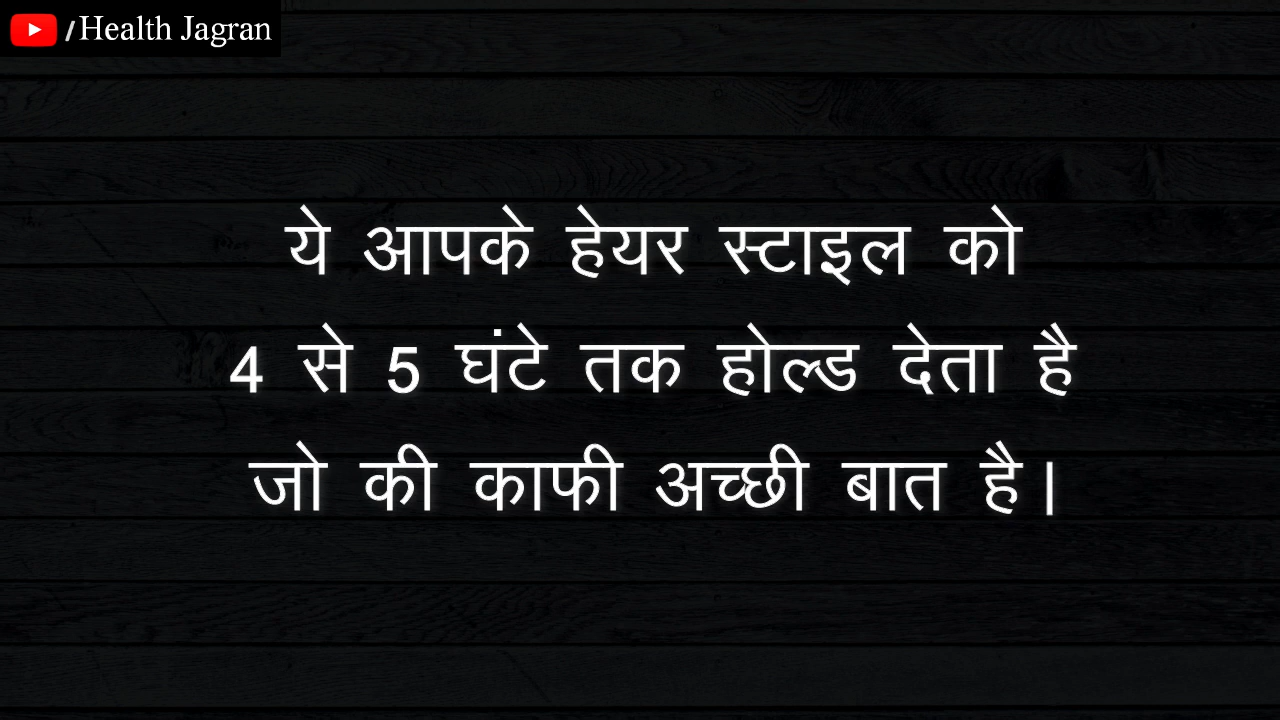 /Health Jagran
ये आपके हेयर स्टाइल को
4 से 5 घंटे तक होल्ड देता है
जो की काफी अच्छी बात है।